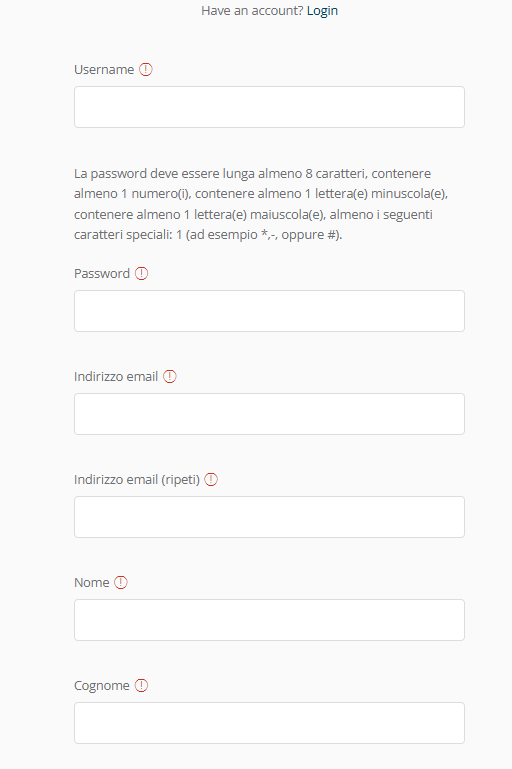 Have an account? Login
Username
La password deve essere lunga almeno 8 caratteri, contenere
almeno 1 numero(i), contenere almeno 1 lettera(e) minuscola(e),
contenere almeno 1 lettera(e) maiuscola(e), almeno i seguenti
caratteri speciali: 1 (ad esempio *,-, oppure #).
Password
Indirizzo email
Indirizzo email (ripeti)
Nome
Cognome